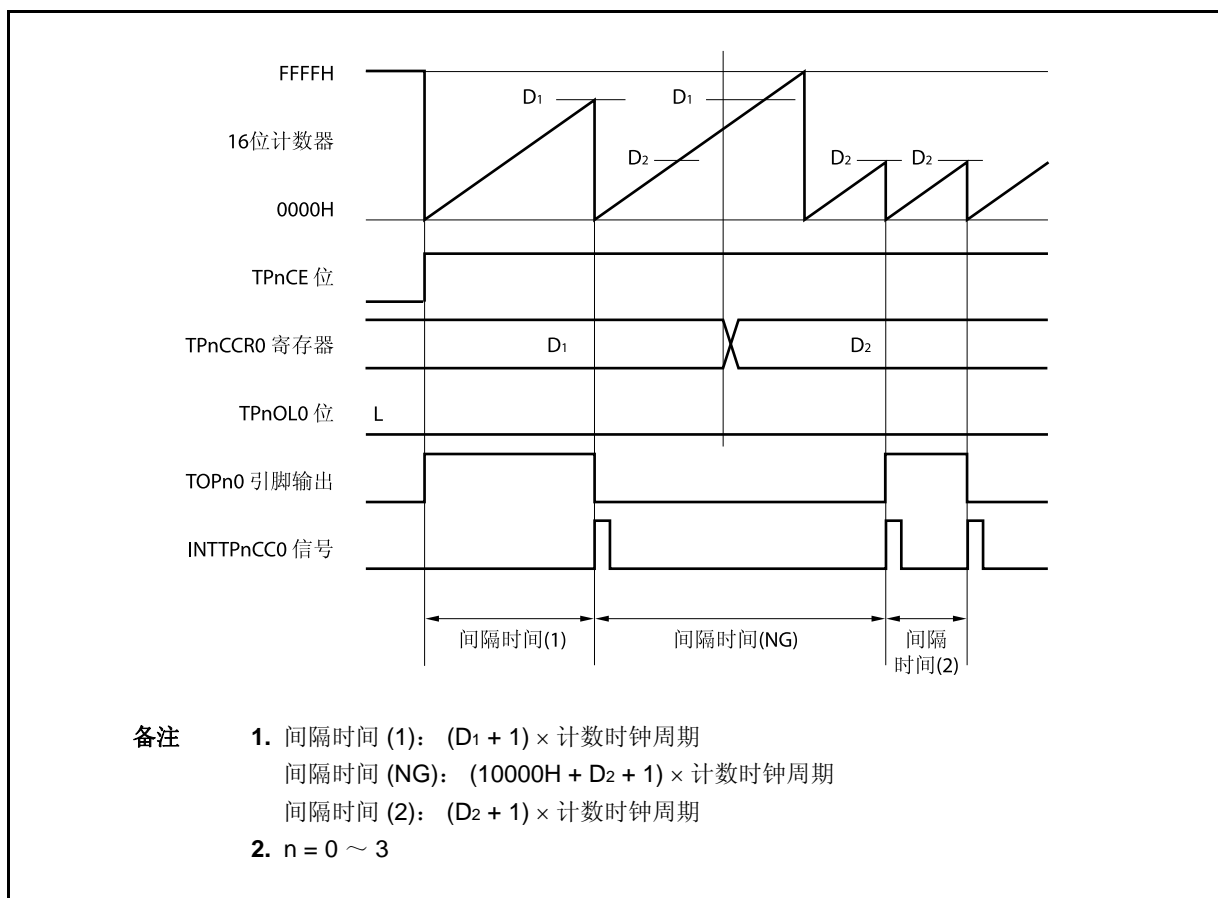 FFFFH
D1 D1
16位计数器
D2 D2 D2
0000H
TPnCE 位
TPnCCR0 寄存器 D1 D2
TPnOL0 位 L
TOPn0 引脚输出
INTTPnCC0 信号
间隔时间(1) 间隔时间(NG) 间隔
时间(2)
备注 1. 间隔时间 (1)： (D1 + 1) × 计数时钟周期
间隔时间 (NG)： (10000H + D2 + 1) × 计数时钟周期
间隔时间 (2)： (D2 + 1) × 计数时钟周期
2. n = 0 ～ 3